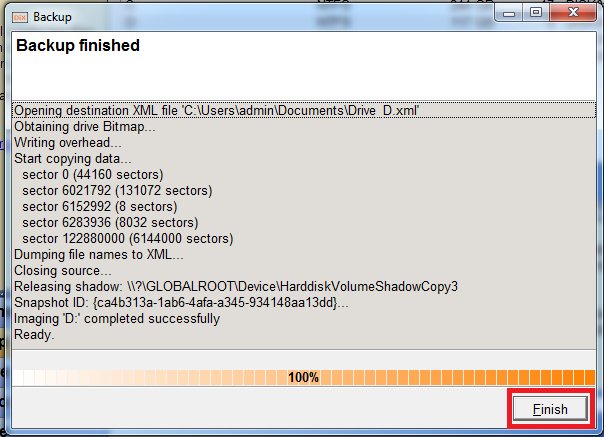 DIX Backup
Backup finished
Opening destination XML file 'C:\Users\admin\Documents\Drive D.xml'
Obtaining drive Bitmap...
Writing overhead...
Start copying data...
sector 0 (44160 sectors)
sector 6021792 (131072 sectors)
sector 6152992 (8 sectors)
sector 6283936 (8032 sectors)
sector 122880000 (6144000 sectors)
Dumping file names to XML...
Closing source...
Releasing shadow: \\?\GLOBALROOT\Device\HarddiskVolumeShadowCopy3
Snapshot ID: {ca4b313a-1ab6-4afa-a345-934148aa13dd}...
Imaging 'D:' completed successfully
Ready.
100%
Finish